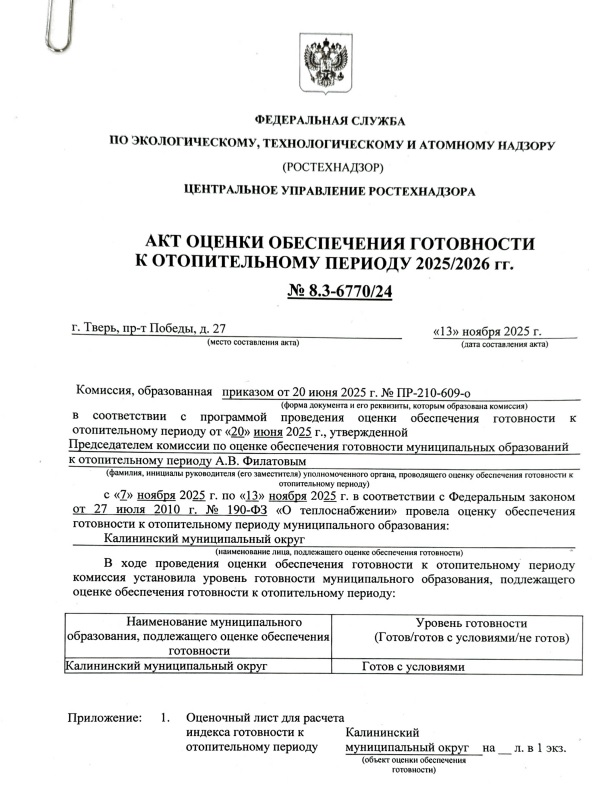 ФЕДЕРАЛЬНАЯ СЛУЖБА
ПО ЭКОЛОГИЧЕСКОМУ, ТЕХНОЛОГИЧЕСКОМУ И АТОМНОМУ НАДЗОРУ
(РОСТЕХНАДЗОР)
ЦЕНТРАЛЬНОЕ УПРАВЛЕНИЕ РОСТЕХНАДЗОРА
АКТ ОЦЕНКИ ОБЕСПЕЧЕНИЯ ГОТОВНОСТИ
К ОТОПИТЕЛЬНОМУ ПЕРИОДУ 2025/2026 гг.
№ 8.3-6770/24
г. Тверь, пр-т Победы, д. 27 «13» ноября 2025 г.
(место составления акта) (дата составления акта)
Комиссия, образованная приказом от 20 июня 2025 г. № ПР-210-609-о
(форма документа и его реквизиты, которым образована комиссия)
в соответствии с программой проведения оценки обеспечения готовности к
отопительному периоду от «20» июня 2025 г., утвержденной
Председателем комиссии по оценке обеспечения готовности муниципальных образований
к отопительному периоду А.В. Филатовым
(фамилия, инициалы руководителя (его заместителя) уполномоченного органа, проводящего оценку обеспечения готовности к
отопительному периоду)
с «7» ноября 2025 г. по «13» ноября 2025 г. в соответствии с Федеральным законом
от 27 июля 2010 г. № 190-ФЗ «О теплоснабжении» провела оценку обеспечения
готовности к отопительному периоду муниципального образования:
Калининский муниципальный округ
(наименование лица, подлежащего оценке обеспечения готовности)
В ходе проведения оценки обеспечения готовности к отопительному периоду
комиссия установила уровень готовности муниципального образования, подлежащего
оценке обеспечения готовности к отопительному периоду:
Наименование муниципального
образования, подлежащего оценке обеспечения
готовности
Уровень готовности
(Готов/готов с условиями/не готов)
Калининский муниципальный округ Готов с условиями
Приложение: 1. Оценочный лист для расчета
индекса готовности к Калининский
отопительному периоду муниципальный округ на __ л. в 1 экз.
(объект оценки обеспечения
готовности)